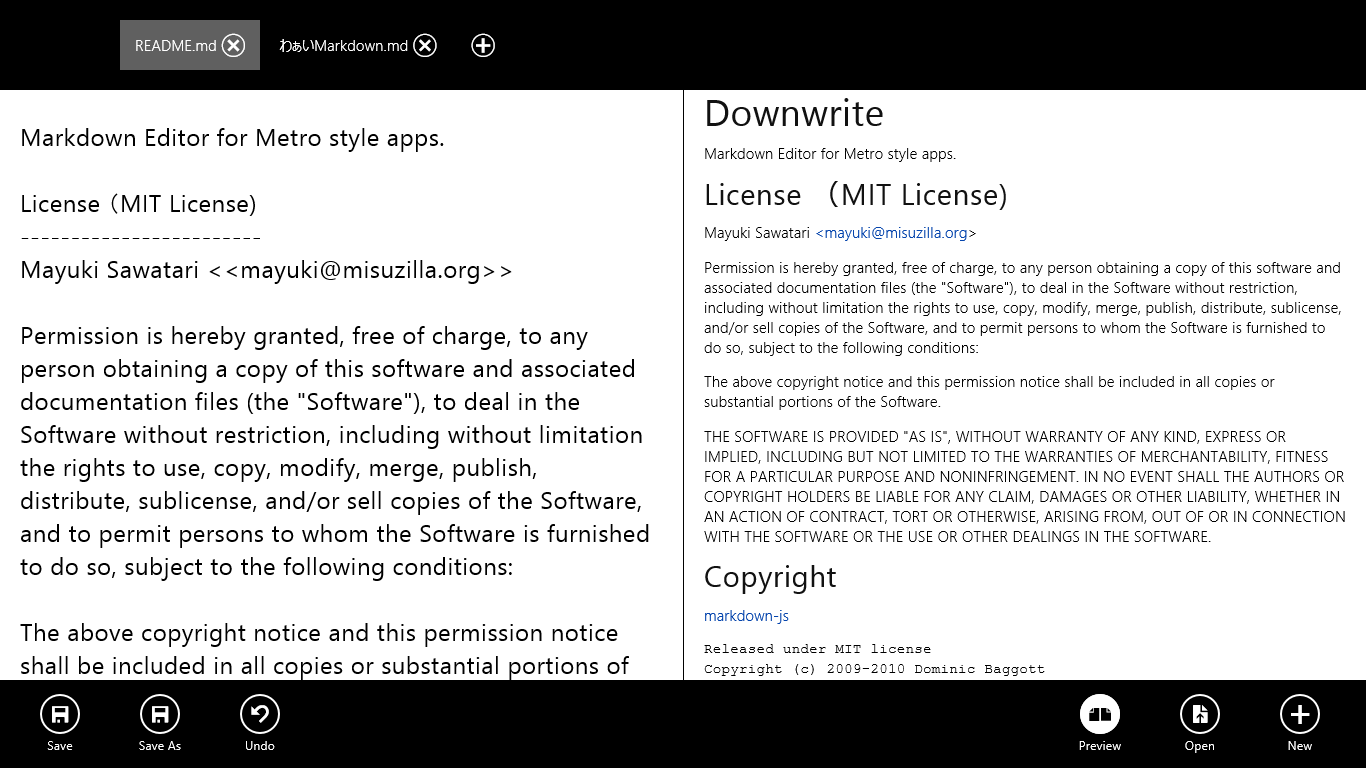 README.md
わぁいMarkdown.md
Markdown Editor for Metro style apps.
License （MIT License)
------------------------
Mayuki Sawatari <<mayuki@misuzilla.org>>
Permission is hereby granted, free of charge, to any
person obtaining a copy of this software and associated
documentation files (the "Software"), to deal in the
Software without restriction, including without limitation
the rights to use, copy, modify, merge, publish,
distribute, sublicense, and/or sell copies of the Software,
and to permit persons to whom the Software is furnished
to do so, subject to the following conditions:
The above copyright notice and this permission notice
shall be included in all copies or substantial portions of
Downwrite
Markdown Editor for Metro style apps.
License （MIT License)
Mayuki Sawatari <mayuki@misuzilla.org>
Permission is hereby granted, free of charge, to any person obtaining a copy of this software and
associated documentation files (the "Software"), to deal in the Software without restriction,
including without limitation the rights to use, copy, modify, merge, publish, distribute, sublicense,
and/or sell copies of the Software, and to permit persons to whom the Software is furnished to
do so, subject to the following conditions:
The above copyright notice and this permission notice shall be included in all copies or
substantial portions of the Software.
THE SOFTWARE IS PROVIDED "AS IS", WITHOUT WARRANTY OF ANY KIND, EXPRESS OR
IMPLIED, INCLUDING BUT NOT LIMITED TO THE WARRANTIES OF MERCHANTABILITY, FITNESS
FOR A PARTICULAR PURPOSE AND NONINFRINGEMENT. IN NO EVENT SHALL THE AUTHORS OR
COPYRIGHT HOLDERS BE LIABLE FOR ANY CLAIM, DAMAGES OR OTHER LIABILITY, WHETHER IN
AN ACTION OF CONTRACT, TORT OR OTHERWISE, ARISING FROM, OUT OF OR IN CONNECTION
WITH THE SOFTWARE OR THE USE OR OTHER DEALINGS IN THE SOFTWARE.
Copyright
markdown-js
Released under MIT license
Copyright (c) 2009-2010 Dominic Baggott
Save
Save As
Undo
Preview
Open
New